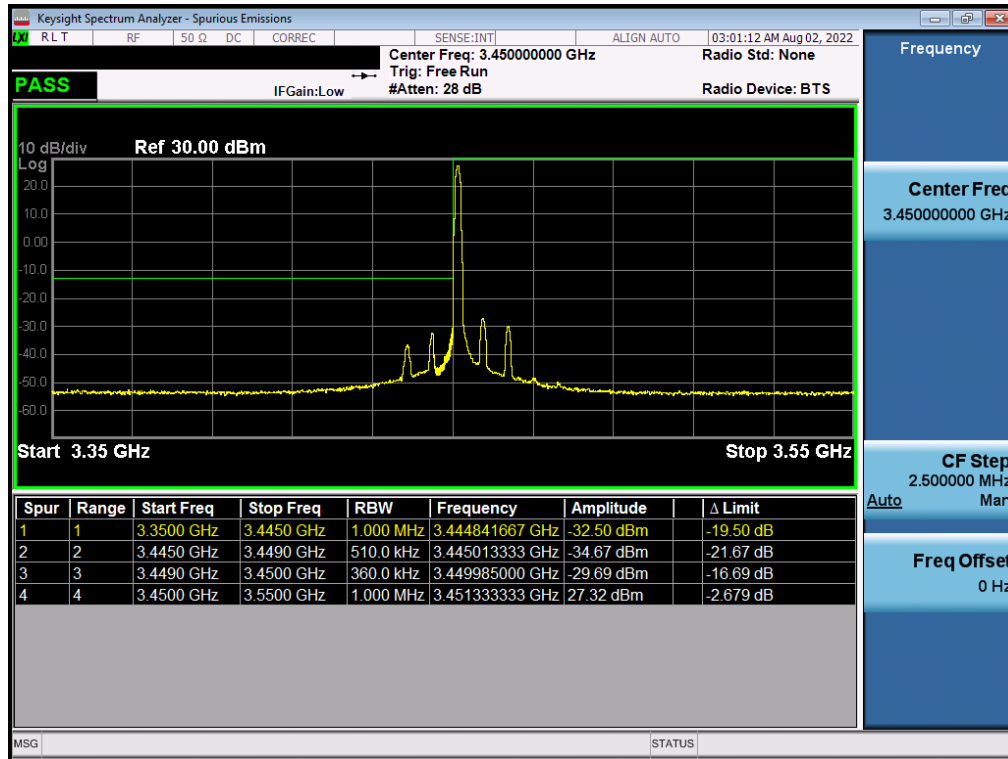 Keysight Spectrum Analyzer - Spurious Emissions
LXI RLT RF 50 Ω DC CORREC SENSE:INT ALIGN AUTO 03:01:12 AM Aug 02, 2022
Center Freq: 3.450000000 GHz Radio Std: None
Trig: Free Run
PASS IFGain:Low #Atten: 28 dB Radio Device: BTS
10 dB/div Ref 30.00 dBm
Log
20.0
10.0
0.00
-10.0
-20.0
-30.0
-40.0
-50.0
-60.0
Start 3.35 GHz Stop 3.55 GHz
Spur Range Start Freq Stop Freq RBW Frequency Amplitude Δ Limit
1 1 3.3500 GHz 3.4450 GHz 1.000 MHz 3.444841667 GHz -32.50 dBm -19.50 dB
2 2 3.4450 GHz 3.4490 GHz 510.0 kHz 3.445013333 GHz -34.67 dBm -21.67 dB
3 3 3.4490 GHz 3.4500 GHz 360.0 kHz 3.449985000 GHz -29.69 dBm -16.69 dB
4 4 3.4500 GHz 3.5500 GHz 1.000 MHz 3.451333333 GHz 27.32 dBm -2.679 dB
MSG STATUS
Frequency
Center Freq
3.450000000 GHz
CF Step
2.500000 MHz
Auto Man
Freq Offset
0 Hz